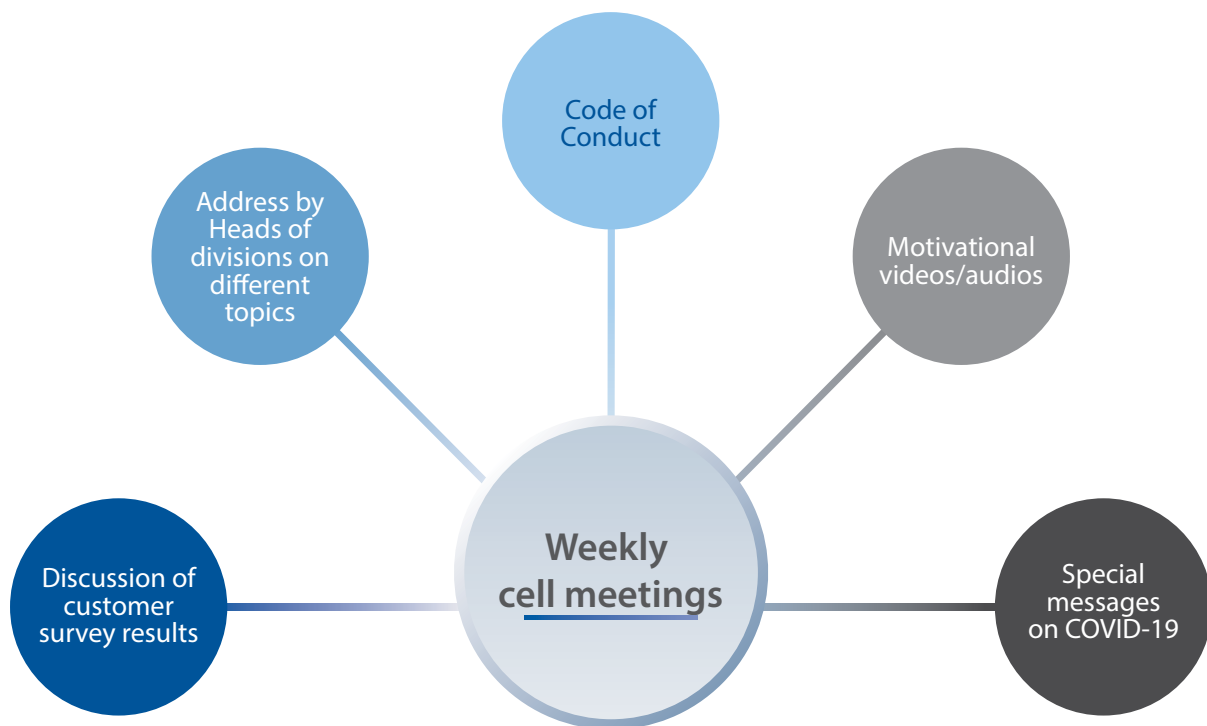 Code of
Conduct
Address by
Heads of
divisions on
different
topics
Motivational
videos/audios
Weekly
cell meetings
Discussion of
customer
survey results
Special
messages
on COVID-19